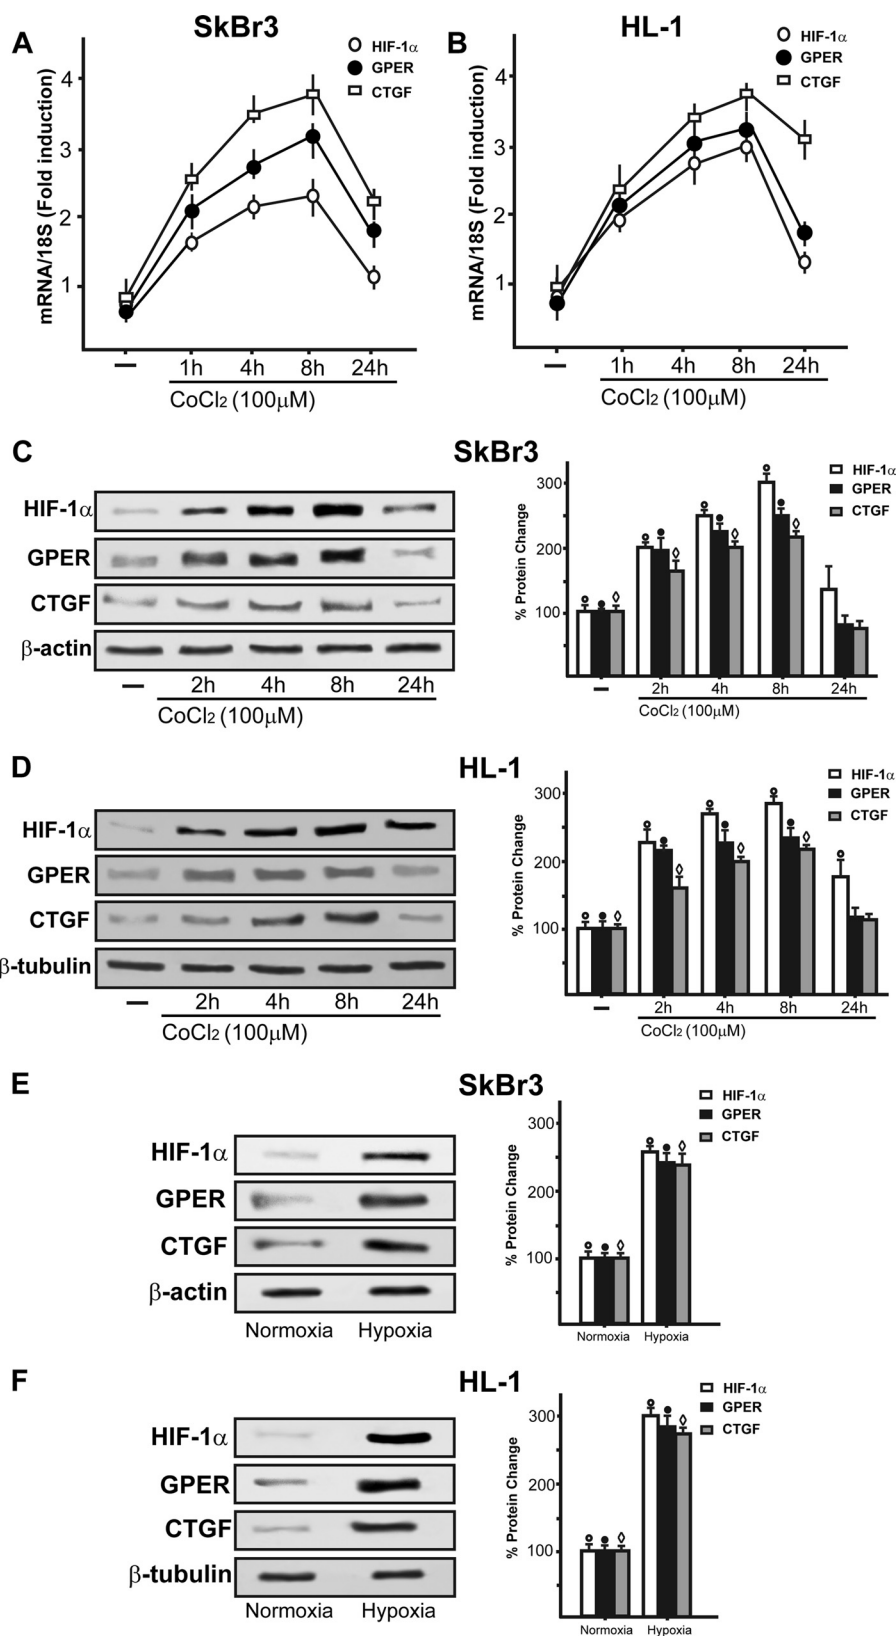 A
SkBr3
HIF-1α
GPER
CTGF
mRNA/18S (Fold induction)
4
3
2
1
—
1h 4h 8h 24h
CoCl2 (100µM)
B
HL-1
HIF-1α
GPER
CTGF
mRNA/18S (Fold induction)
4
3
2
1
—
1h 4h 8h 24h
CoCl2 (100µM)
C
HIF-1α
GPER
CTGF
β-actin
— 2h 4h 8h 24h
CoCl2 (100µM)
SkBr3
HIF-1α
GPER
CTGF
% Protein Change
300
200
100
— 2h 4h 8h 24h
CoCl2 (100µM)
D
HIF-1α
GPER
CTGF
β-tubulin
— 2h 4h 8h 24h
CoCl2 (100µM)
HL-1
HIF-1α
GPER
CTGF
% Protein Change
300
200
100
— 2h 4h 8h 24h
CoCl2 (100µM)
E
HIF-1α
GPER
CTGF
β-actin
Normoxia Hypoxia
SkBr3
HIF-1α
GPER
CTGF
% Protein Change
300
200
100
Normoxia Hypoxia
F
HIF-1α
GPER
CTGF
β-tubulin
Normoxia Hypoxia
HL-1
HIF-1α
GPER
CTGF
% Protein Change
300
200
100
Normoxia Hypoxia